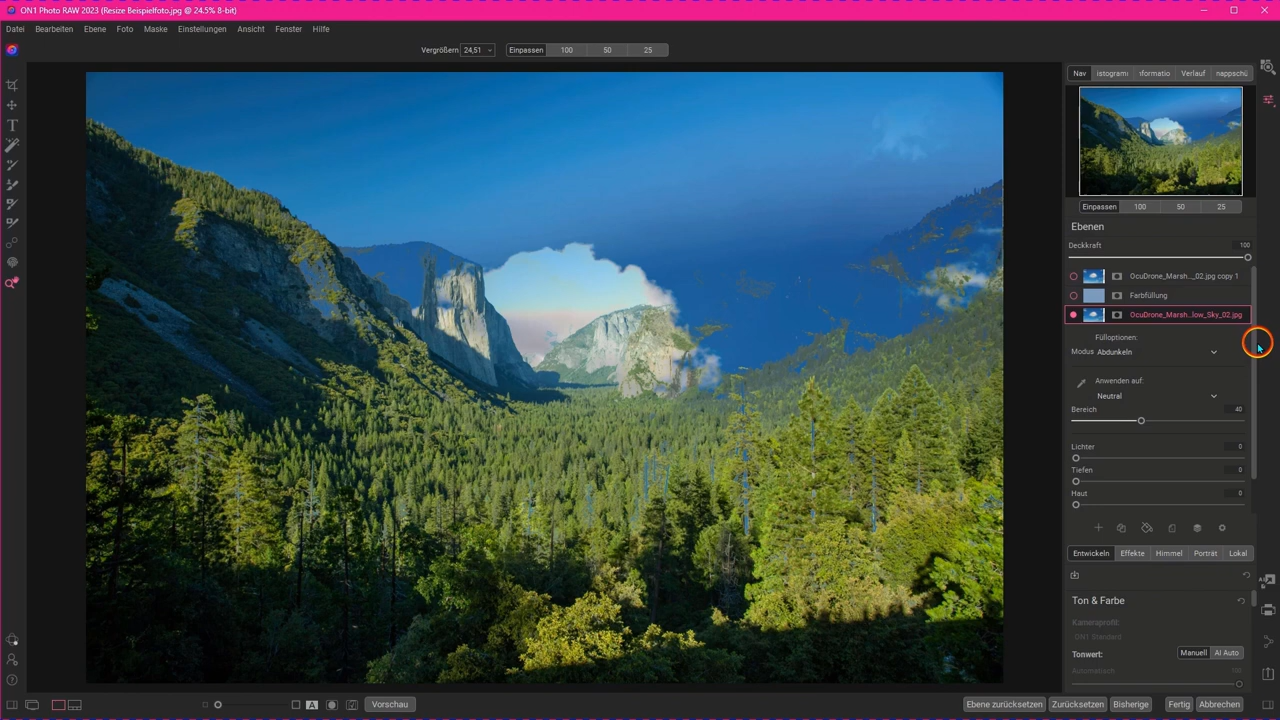 ON1 Photo RAW 2023 (Resize Beispielfoto.jpg @ 24.5% 8-bit)
Datei Bearbeiten Ebene Foto Maske Einstellungen Ansicht Fenster Hilfe
Vergrößern 24,51 Einpassen 100 50 25
Nav istogrami iformatio Verlauf nappschü
Einpassen 100 50 25
Ebenen
Deckkraft 100
OcuDrone_Marsh..._02.jpg copy 1
Farbfüllung
OcuDrone_Marsh...low_Sky_02.jpg
Fülloptionen:
Modus Abdunkeln
Anwenden auf:
Neutral
Bereich 40
Lichter 0
Tiefen 0
Haut 0
Entwickeln Effekte Himmel Porträt Lokal
Ton & Farbe
Kameraprofil:
ON1 Standard
Tonwert: Manuell AI Auto
Automatisch 100
A Vorschau Ebene zurücksetzen Zurücksetzen Bisherige Fertig Abbrechen